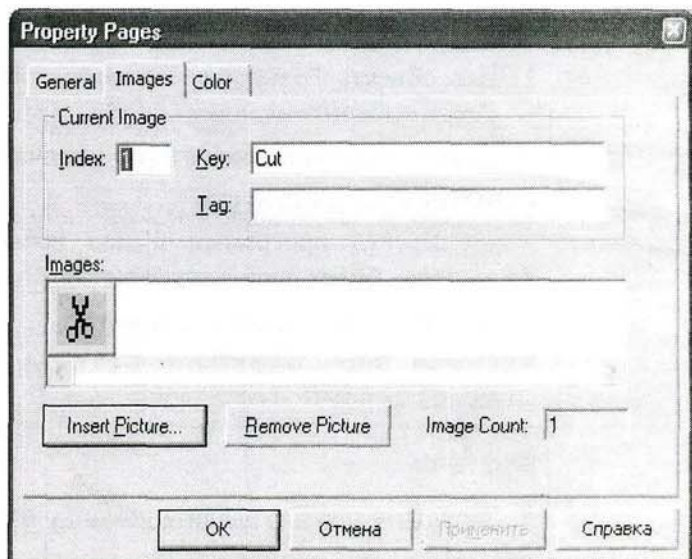 Property Pages
General Images Color
Current Image
Index: 1 Key: Cut
Tag:
Images:
Insert Picture... Remove Picture Image Count: 1
OK Отмена Применить Справка